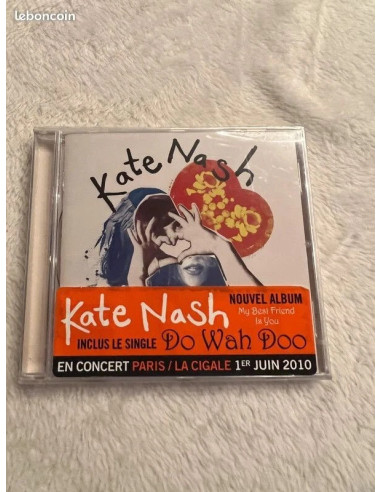 leboncoin
Kate Nash
Kate Nash
NOUVEL ALBUM
My Best Friend
Is You
INCLUS LE SINGLE Do Wah Doo
EN CONCERT PARIS / LA CIGALE 1ER JUIN 2010